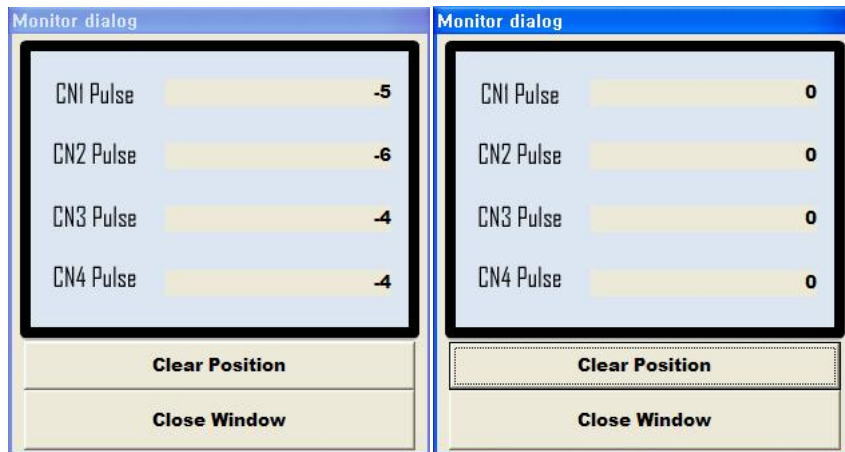 Monitor dialog
CN1 Pulse -5
CN2 Pulse -6
CN3 Pulse -4
CN4 Pulse -4
Clear Position
Close Window
Monitor dialog
CN1 Pulse 0
CN2 Pulse 0
CN3 Pulse 0
CN4 Pulse 0
Clear Position
Close Window